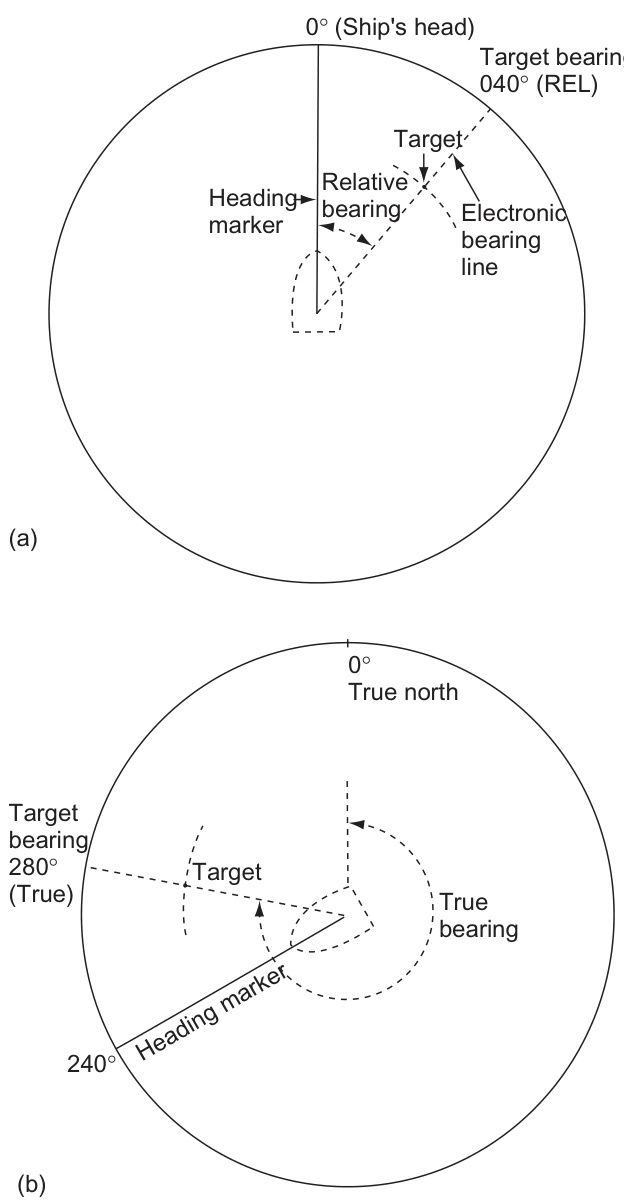 0° (Ship's head)
Target bearin
040° (REL)
Target
Heading
marker
Relative
bearing
Electronic
bearing
line
(a)
0°
True north
Target
bearing
280°
(True)
Target
True
bearing
Heading marker
240°
(b)